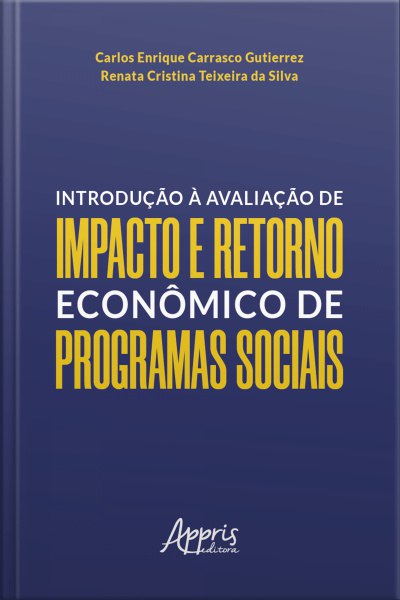 Carlos Enrique Carrasco Gutierrez
Renata Cristina Teixeira da Silva
INTRODUÇÃO À AVALIAÇÃO DE
IMPACTO E RETORNO
ECONÔMICO DE
PROGRAMAS SOCIAIS
Appris
editora